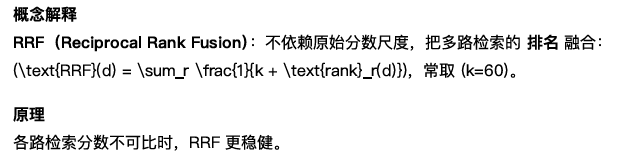 概念解释
RRF（Reciprocal Rank Fusion）：不依赖原始分数尺度，把多路检索的 排名 融合：
(\text{RRF}(d) = \sum_r \frac{1}{k + \text{rank}_r(d)})，常取 (k=60)。
原理
各路检索分数不可比时，RRF 更稳健。